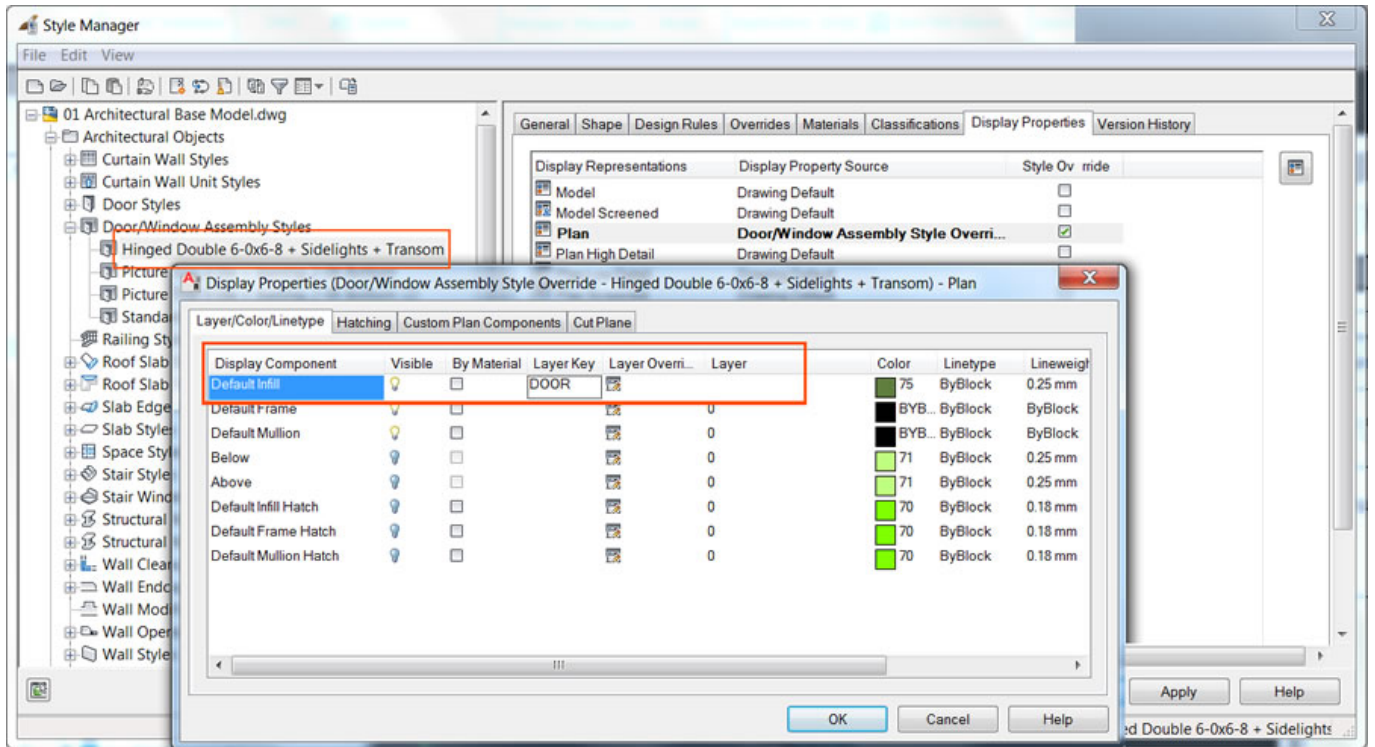 Style Manager
File Edit View
01 Architectural Base Model.dwg
Architectural Objects
Curtain Wall Styles
Curtain Wall Unit Styles
Door Styles
Door/Window Assembly Styles
Hinged Double 6-0x6-8 + Sidelights + Transom
Picture
Picture
Standa
Railing Sty
Roof Slab
Roof Slab
Slab Edge
Slab Style
Space Styl
Stair Style
Stair Wind
Structural
Structural
Wall Clear
Wall Endc
Wall Modi
Wall Open
Wall Style
General Shape Design Rules Overrides Materials Classifications Display Properties Version History
Display Representations Display Property Source Style Ov rride
Model Drawing Default
Model Screened Drawing Default
Plan Door/Window Assembly Style Overri...
Plan High Detail Drawing Default
Display Properties (Door/Window Assembly Style Override - Hinged Double 6-0x6-8 + Sidelights + Transom) - Plan
Layer/Color/Linetype Hatching Custom Plan Components Cut Plane
Display Component Visible By Material Layer Key Layer Overri... Layer Color Linetype Lineweigh
Default Infill DOOR 75 ByBlock 0.25 mm
Default Frame 0 BYB... ByBlock ByBlock
Default Mullion 0 BYB... ByBlock ByBlock
Below 0 71 ByBlock 0.25 mm
Above 0 71 ByBlock 0.25 mm
Default Infill Hatch 0 70 ByBlock 0.18 mm
Default Frame Hatch 0 70 ByBlock 0.18 mm
Default Mullion Hatch 0 70 ByBlock 0.18 mm
OK Cancel Help
Apply Help
ed Double 6-0x6-8 + Sidelights